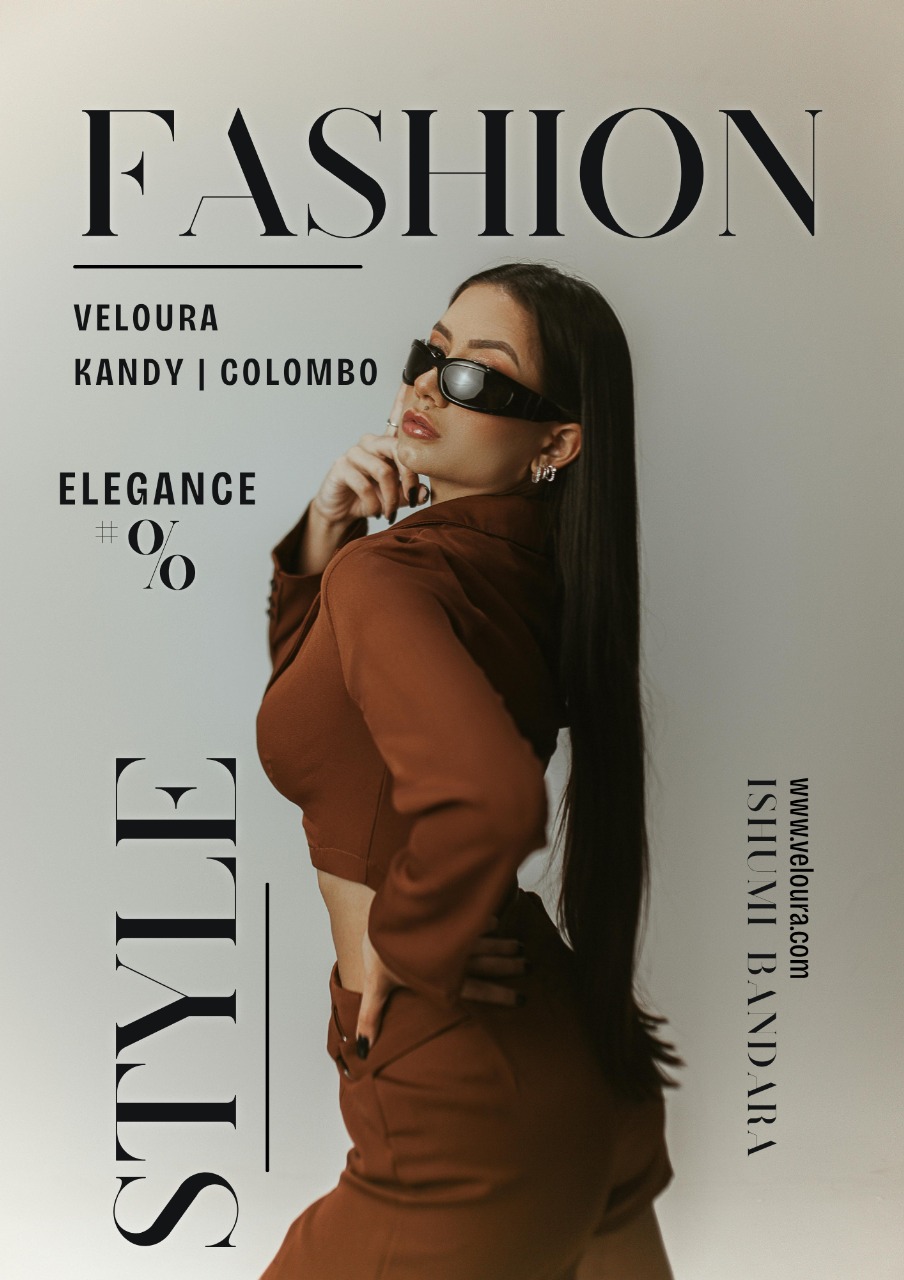 FASHION
VELOURA
KANDY | COLOMBO
ELEGANCE
#%
STYLE
www.veloura.com
ISHUMI BANDARA